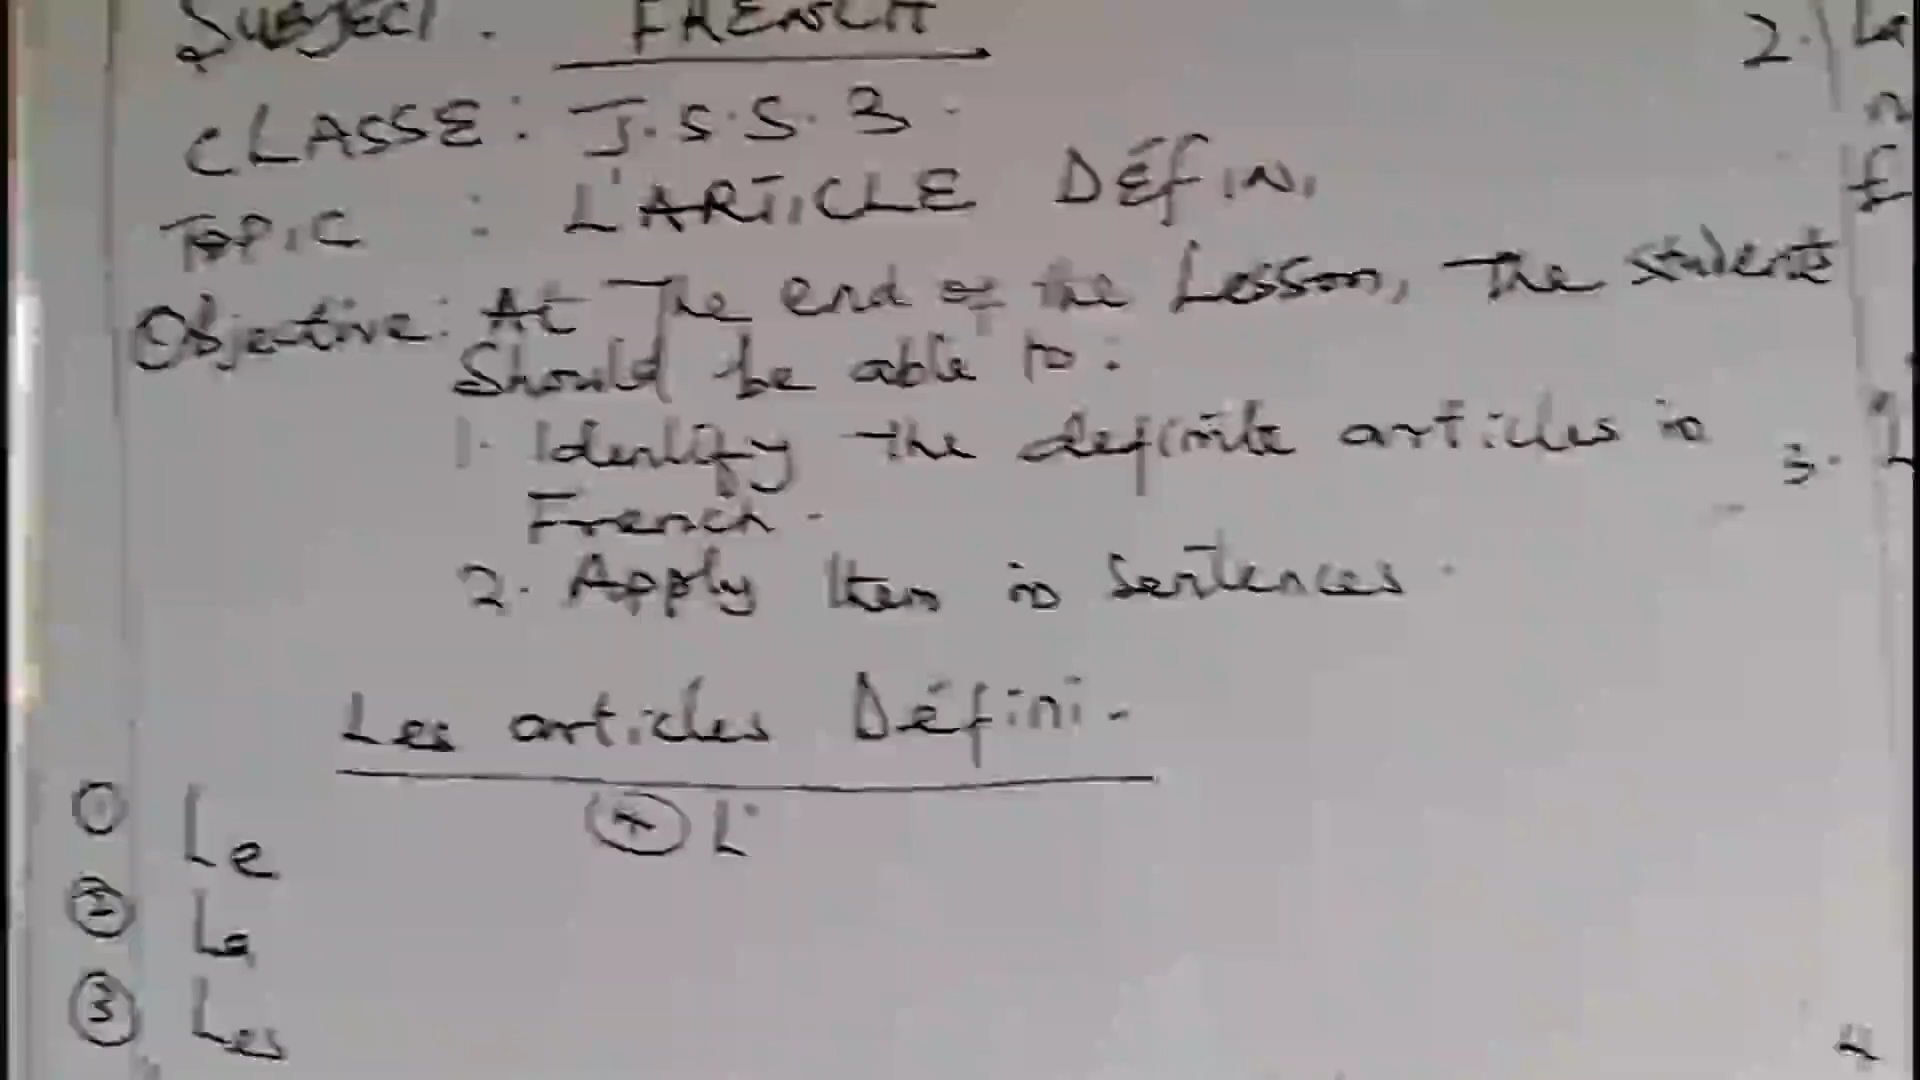 SUBJECT. FRENCH
CLASSE: J.S.S. 3.
TOPIC : L'ARTICLE DÉFINI
Objective: At The end of the Lesson, The students
Should be able to:
1. Identify the definite articles in
French.
2. Apply them in Sentences.
Les articles Défini.
① Le
④ L'
② La
③ Les
2.
3.